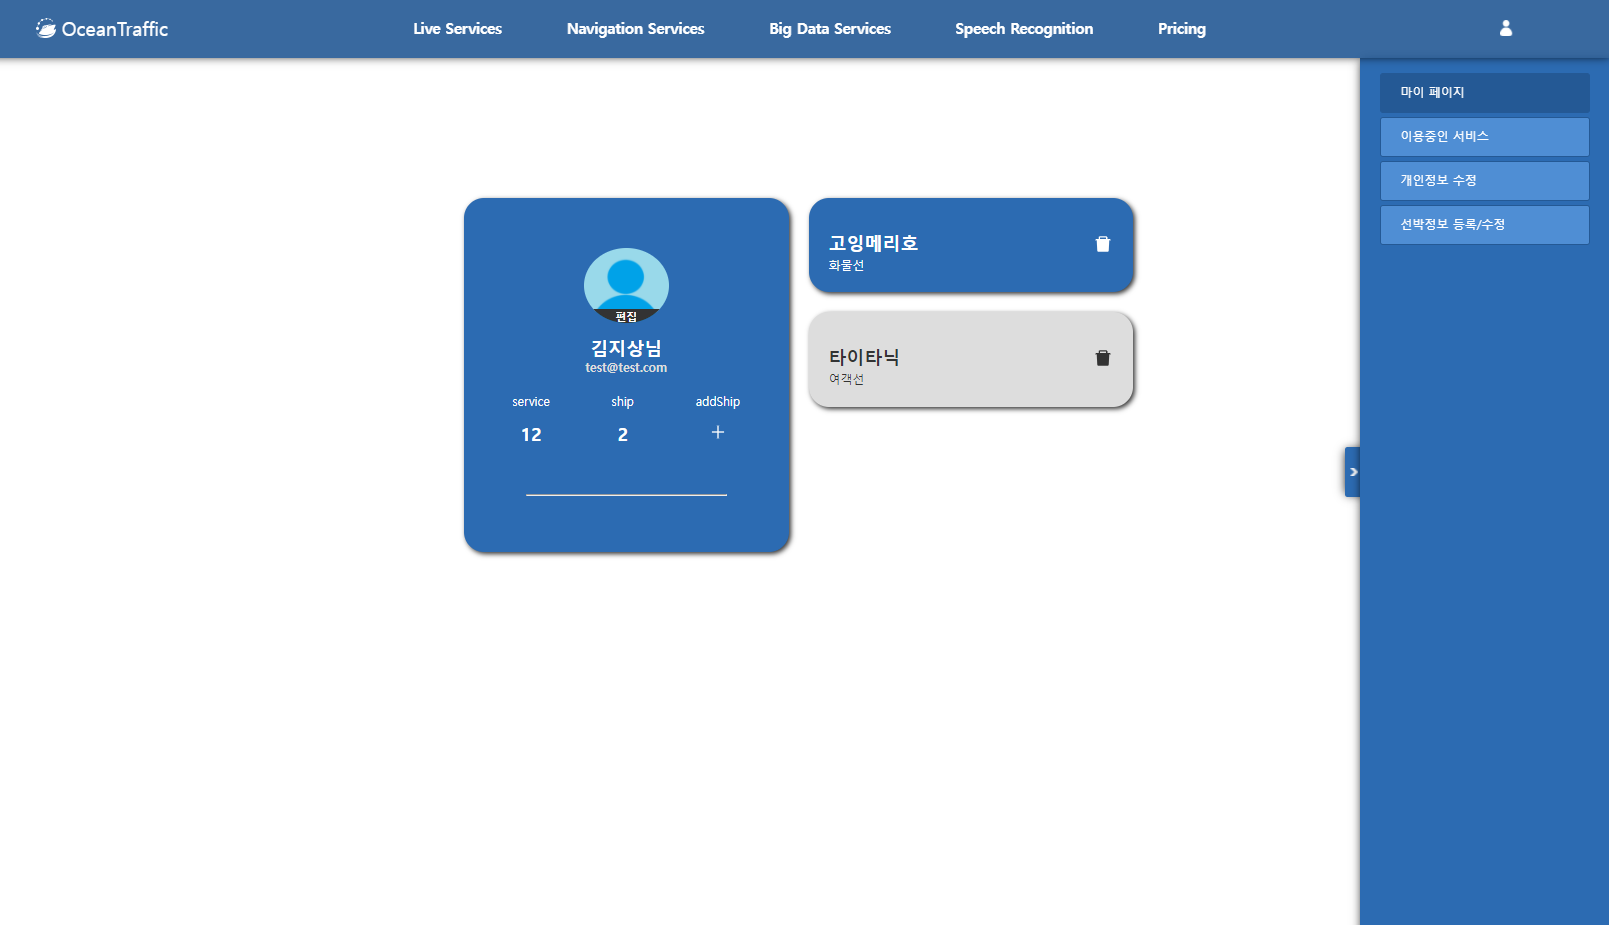 OceanTraffic
Live Services
Navigation Services
Big Data Services
Speech Recognition
Pricing
마이 페이지
이용중인 서비스
개인정보 수정
선박정보 등록/수정
편집
김지상님
test@test.com
service
ship
addShip
12
2
+
고잉메리호
화물선
타이타닉
여객선